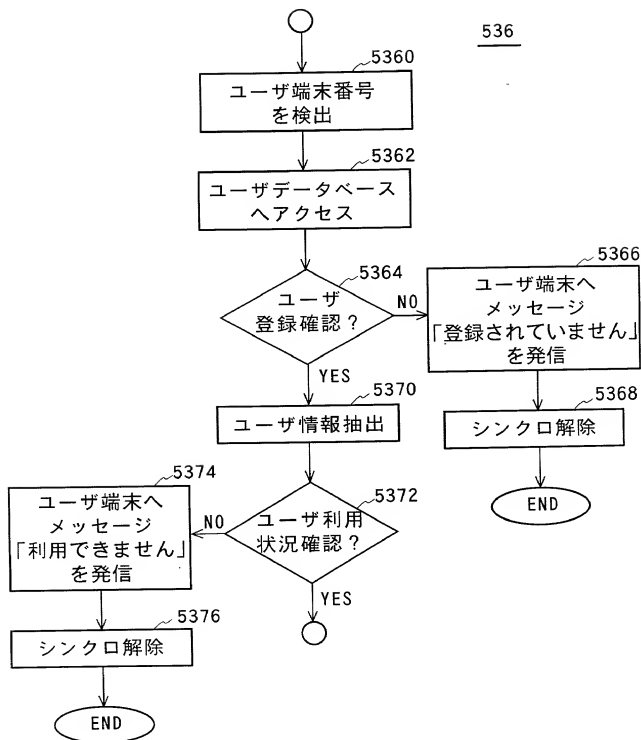 536
5360
ユーザ端末番号
を検出
5362
ユーザデータベース
へアクセス
5364
ユーザ
登録確認?
NO
YES
5366
ユーザ端末へ
メッセージ
「登録されていません」
を発信
5368
シンクロ解除
END
5370
ユーザ情報抽出
5372
ユーザ利用
状況確認?
NO
YES
5374
ユーザ端末へ
メッセージ
「利用できません」
を発信
5376
シンクロ解除
END